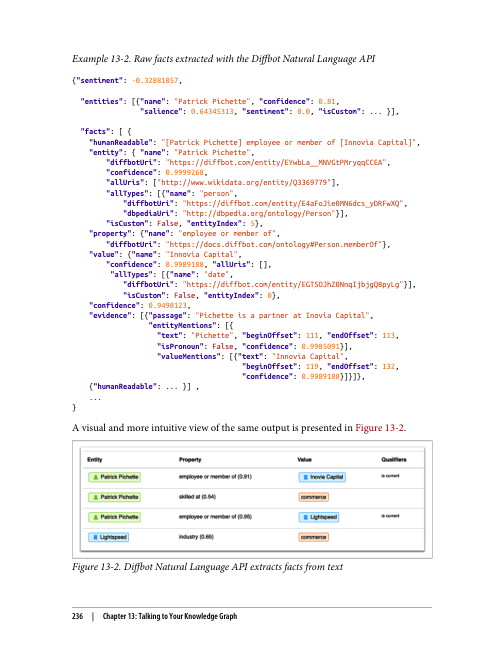 Example 13-2. Raw facts extracted with the Diffbot Natural Language API
{"sentiment": -0.32881057,
"entities": [{"name": "Patrick Pichette", "confidence": 0.81,
"salience": 0.64345313, "sentiment": 0.0, "isCustom": ... }],
"facts": [ {
"humanReadable": "[Patrick Pichette] employee or member of [Innovia Capital]",
"entity": { "name": "Patrick Pichette",
"diffbotUri": "https://diffbot.com/entity/EYwbLa__MNVGtPMryqqCCEA",
"confidence": 0.9999268,
"allUris": ["http://www.wikidata.org/entity/Q3369779"],
"allTypes": [{"name": "person",
"diffbotUri": "https://diffbot.com/entity/E4aFoJie0MN6dcs_yDRFwXQ",
"dbpediaUri": "http://dbpedia.org/ontology/Person"}],
"isCustom": False, "entityIndex": 5},
"property": {"name": "employee or member of",
"diffbotUri": "https://docs.diffbot.com/ontology#Person.memberOf"},
"value": {"name": "Innovia Capital",
"confidence": 0.9989188, "allUris": [],
"allTypes": [{"name": "date",
"diffbotUri": "https://diffbot.com/entity/EGTSOJhZ0NnqIjbjgQ8pyLg"}],
"isCustom": False, "entityIndex": 0},
"confidence": 0.9498123,
"evidence": [{"passage": "Pichette is a partner at Inovia Capital",
"entityMentions": [{
"text": "Pichette", "beginOffset": 111, "endOffset": 113,
"isPronoun": False, "confidence": 0.9985091}],
"valueMentions": [{"text": "Innovia Capital",
"beginOffset": 119, "endOffset": 132,
"confidence": 0.9989188}]}]},
{"humanReadable": ... }] ,
...
}
A visual and more intuitive view of the same output is presented in Figure 13-2.
Entity Property Value Qualifiers
Patrick Pichette employee or member of (0.91) Inovia Capital is current
Patrick Pichette skilled at (0.54) commerce
Patrick Pichette employee or member of (0.95) Lightspeed is current
Lightspeed industry (0.65) commerce
Figure 13-2. Diffbot Natural Language API extracts facts from text
236 | Chapter 13: Talking to Your Knowledge Graph